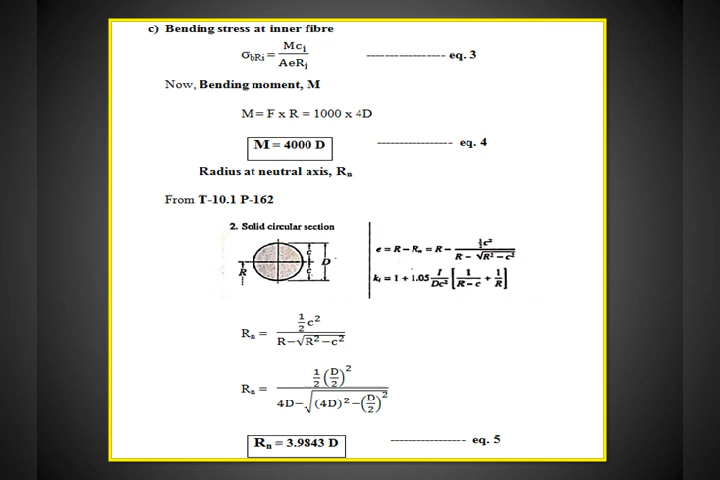 c) Bending stress at inner fibre
σbRi = Mci / AeRi -------------------- eq. 3
Now, Bending moment, M
M= F x R = 1000 x 4D
M = 4000 D ------------------- eq. 4
Radius at neutral axis, Rn
From T-10.1 P-162
2. Solid circular section
c
D
c
R
e = R - Rn = R - ½c² / (R - √(R² - c²))
ki = 1 + 1.05 I/Dc² [1/(R-c) + 1/R]
Rn = ½c² / (R−√(R²−c²))
Rn = ½(D/2)² / (4D−√((4D)²−(D/2)²))
Rn = 3.9843 D ------------------- eq. 5